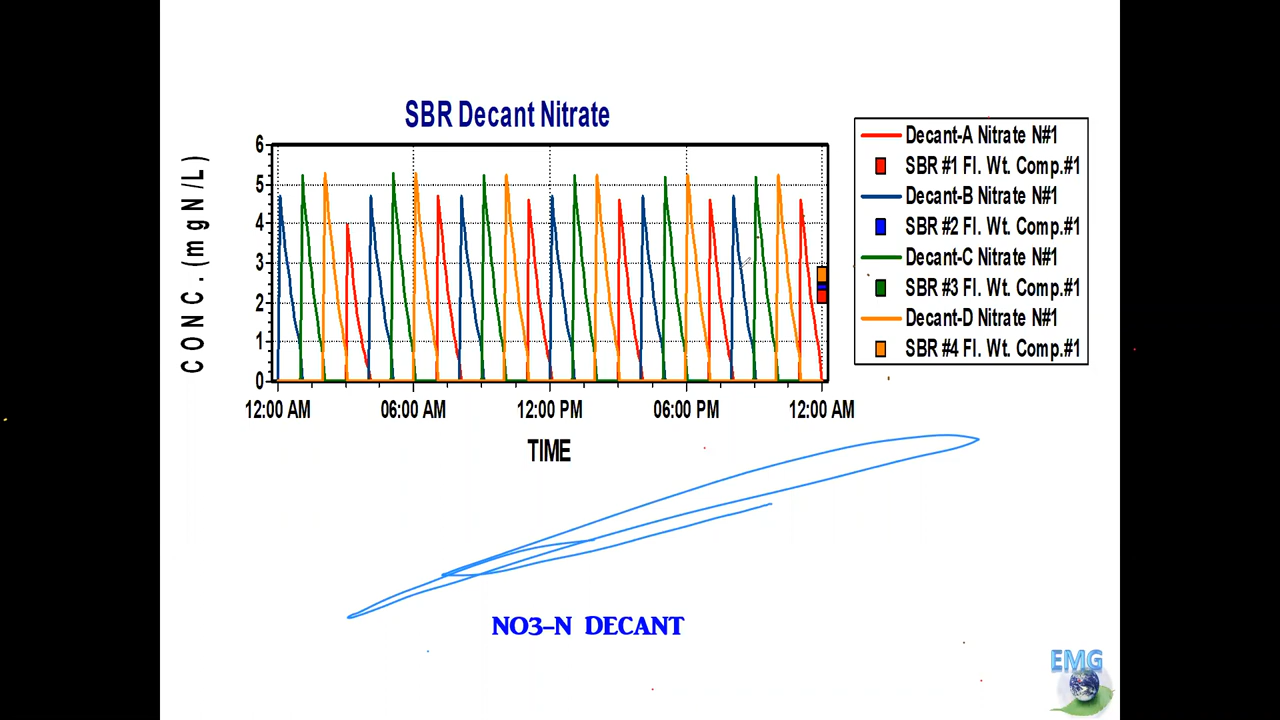 SBR Decant Nitrate
CONC.(mgN/L)
6
5
4
3
2
1
0
12:00 AM 06:00 AM 12:00 PM 06:00 PM 12:00 AM
TIME
Decant-A Nitrate N#1
SBR #1 Fl. Wt. Comp.#1
Decant-B Nitrate N#1
SBR #2 Fl. Wt. Comp.#1
Decant-C Nitrate N#1
SBR #3 Fl. Wt. Comp.#1
Decant-D Nitrate N#1
SBR #4 Fl. Wt. Comp.#1
NO3-N DECANT
EMG